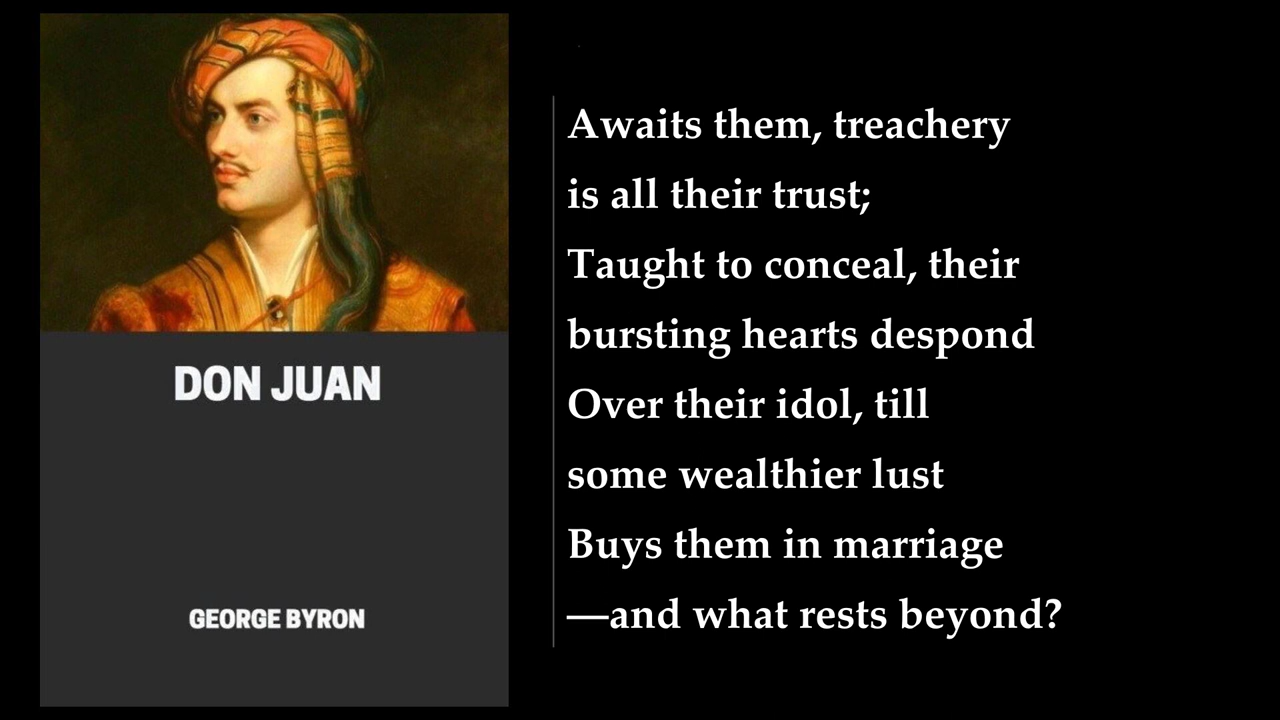 DON JUAN
GEORGE BYRON
Awaits them, treachery
is all their trust;
Taught to conceal, their
bursting hearts despond
Over their idol, till
some wealthier lust
Buys them in marriage
—and what rests beyond?